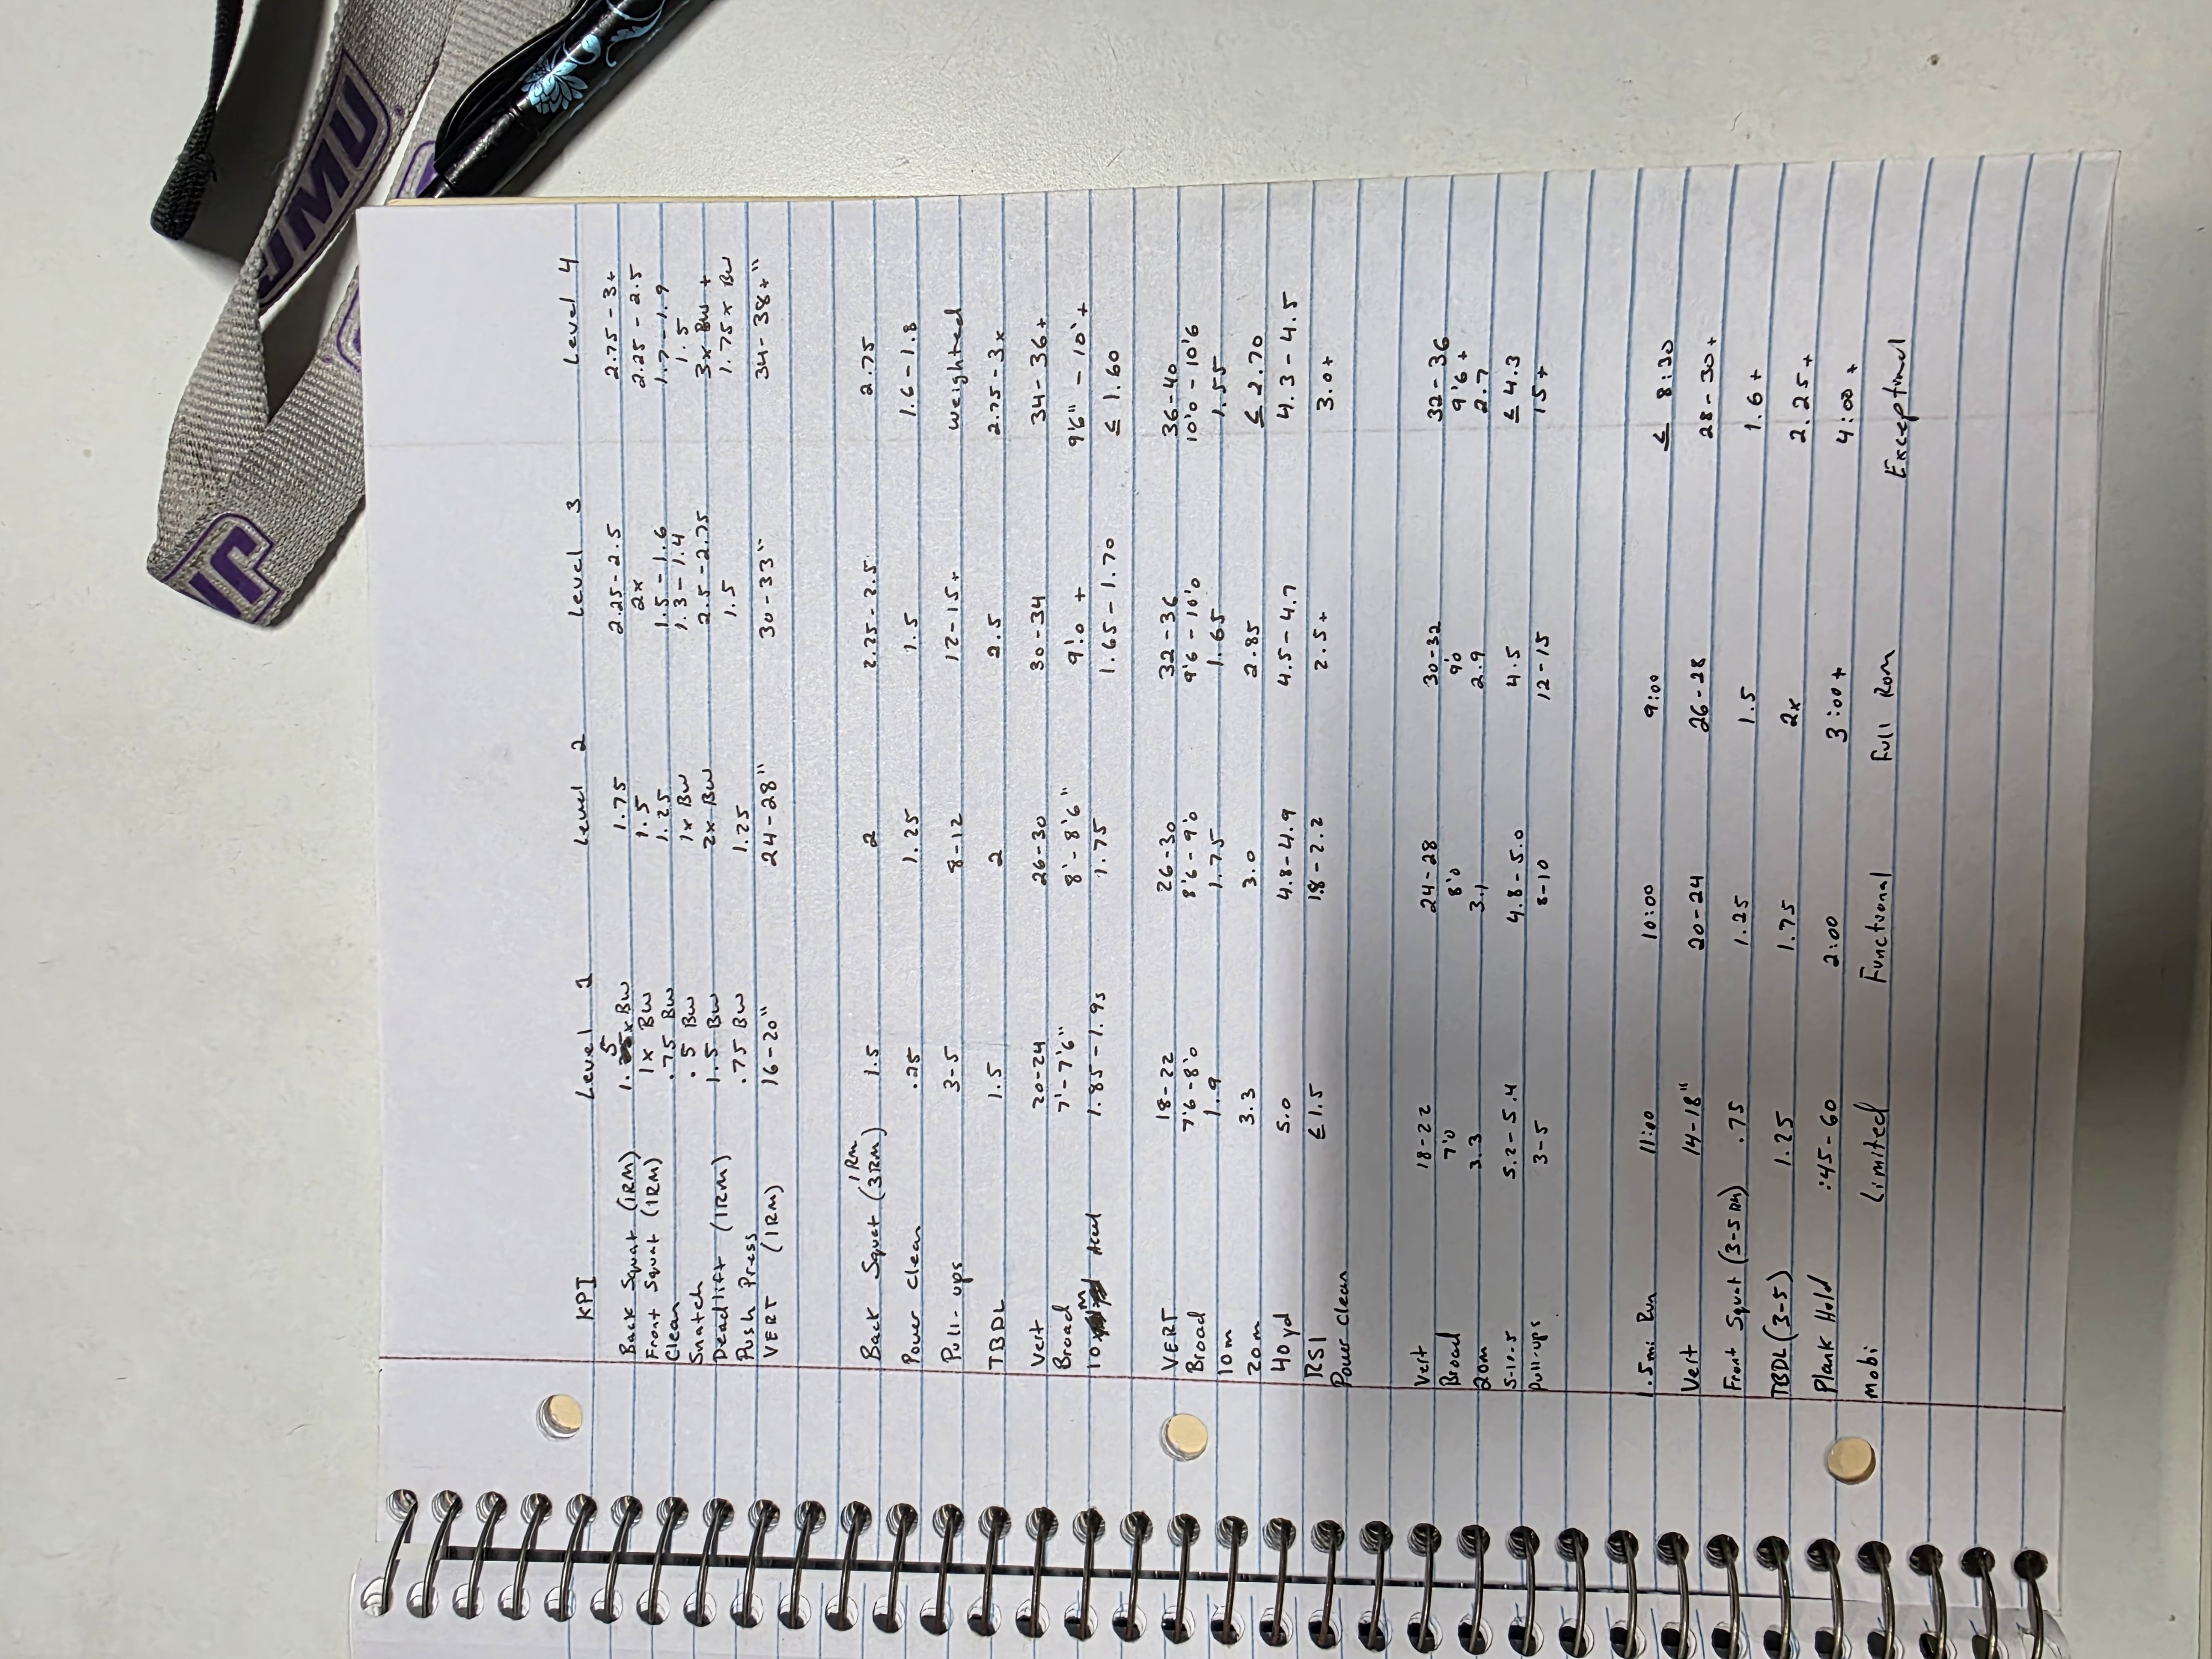 JMU
KPI Level 1 Level 2 Level 3 Level 4
Back Squat (1RM) 1.5x BW 1.75 2.25-2.5 2.75-3+
Front Squat (1RM) 1x BW 1.5 2x 2.25-2.5
Clean .75 BW 1.25 1.5-1.6 1.7-1.9
Snatch .5 BW 1x BW 1.3-1.4 1.5
Deadlift (1RM) 1.5 BW 2x BW 2.5-2.75 3x BW +
Push Press .75 BW 1.25 1.5 1.75x BW
VERT (1RM) 16-20" 24-28" 30-33" 34-38+"
1RM
Back Squat (3RM) 1.5 2 2.25-2.5 2.75
Power Clean 1.25 1.5 1.6-1.8
Pull-ups 3-5 8-12 12-15+ weighted
TBDL 1.5 2 2.5 2.75-3x
Vert 20-24 26-30 30-34 34-36+
Broad 7'-7'6" 8'-8'6" 9'.0 + 9'6" - 10'+
10 m Accel 1.85-1.9s 1.75 1.65-1.70 ≤ 1.60
VERT 18-22 26-30 32-36 36-40
Broad 7'6-8'0 8'6-9'0 9'6-10'0 10'0-10'6
10m 1.9 1.75 1.65 1.55
20m 3.3 3.0 2.85 ≤ 2.70
40yd 5.0 4.8-4.9 4.5-4.7 4.3-4.5
RSI ≤1.5 1.8-2.2 2.5+ 3.0+
Power Clean
Vert 18-22 24-28 30-32 32-36
Broad 7'0 8'0 9'0 9'6+
20m 3.3 3.1 2.9 2.7
5-10-5 5.2-5.4 4.8-5.0 4.5 ≤ 4.3
Pull-ups 3-5 8-10 12-15 15+
1.5mi Run 11:00 10:00 9:00 ≤ 8:30
Vert 14-18" 20-24 26-28 28-30+
Front Squat (3-5 RM) .75 1.25 1.5 1.6+
TBDL (3-5) 1.25 1.75 2x 2.25+
Plank Hold :45-60 2:00 3:00+ 4:00+
Mobi Limited Functional Full Rom Exceptional